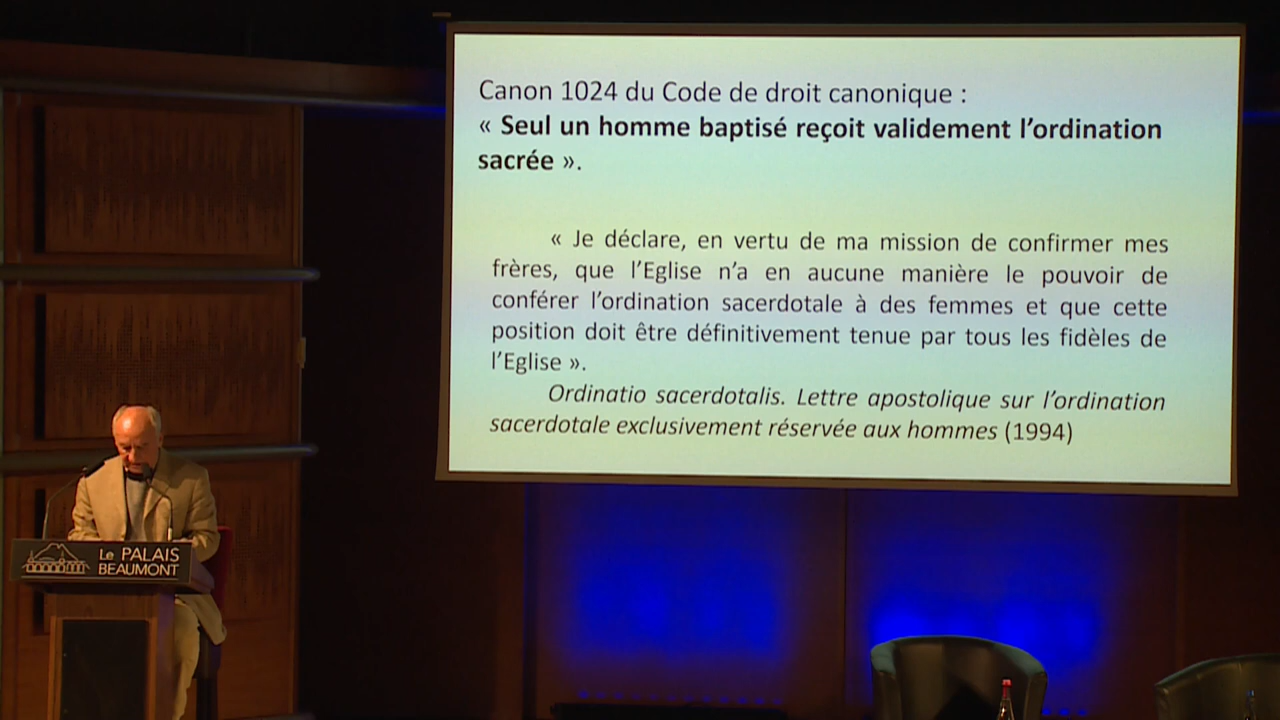 Canon 1024 du Code de droit canonique :
« Seul un homme baptisé reçoit validement l’ordination
sacrée ».
« Je déclare, en vertu de ma mission de confirmer mes
frères, que l’Eglise n’a en aucune manière le pouvoir de
conférer l’ordination sacerdotale à des femmes et que cette
position doit être définitivement tenue par tous les fidèles de
l’Eglise ».
Ordinatio sacerdotalis. Lettre apostolique sur l’ordination
sacerdotale exclusivement réservée aux hommes (1994)
Le PALAIS
BEAUMONT